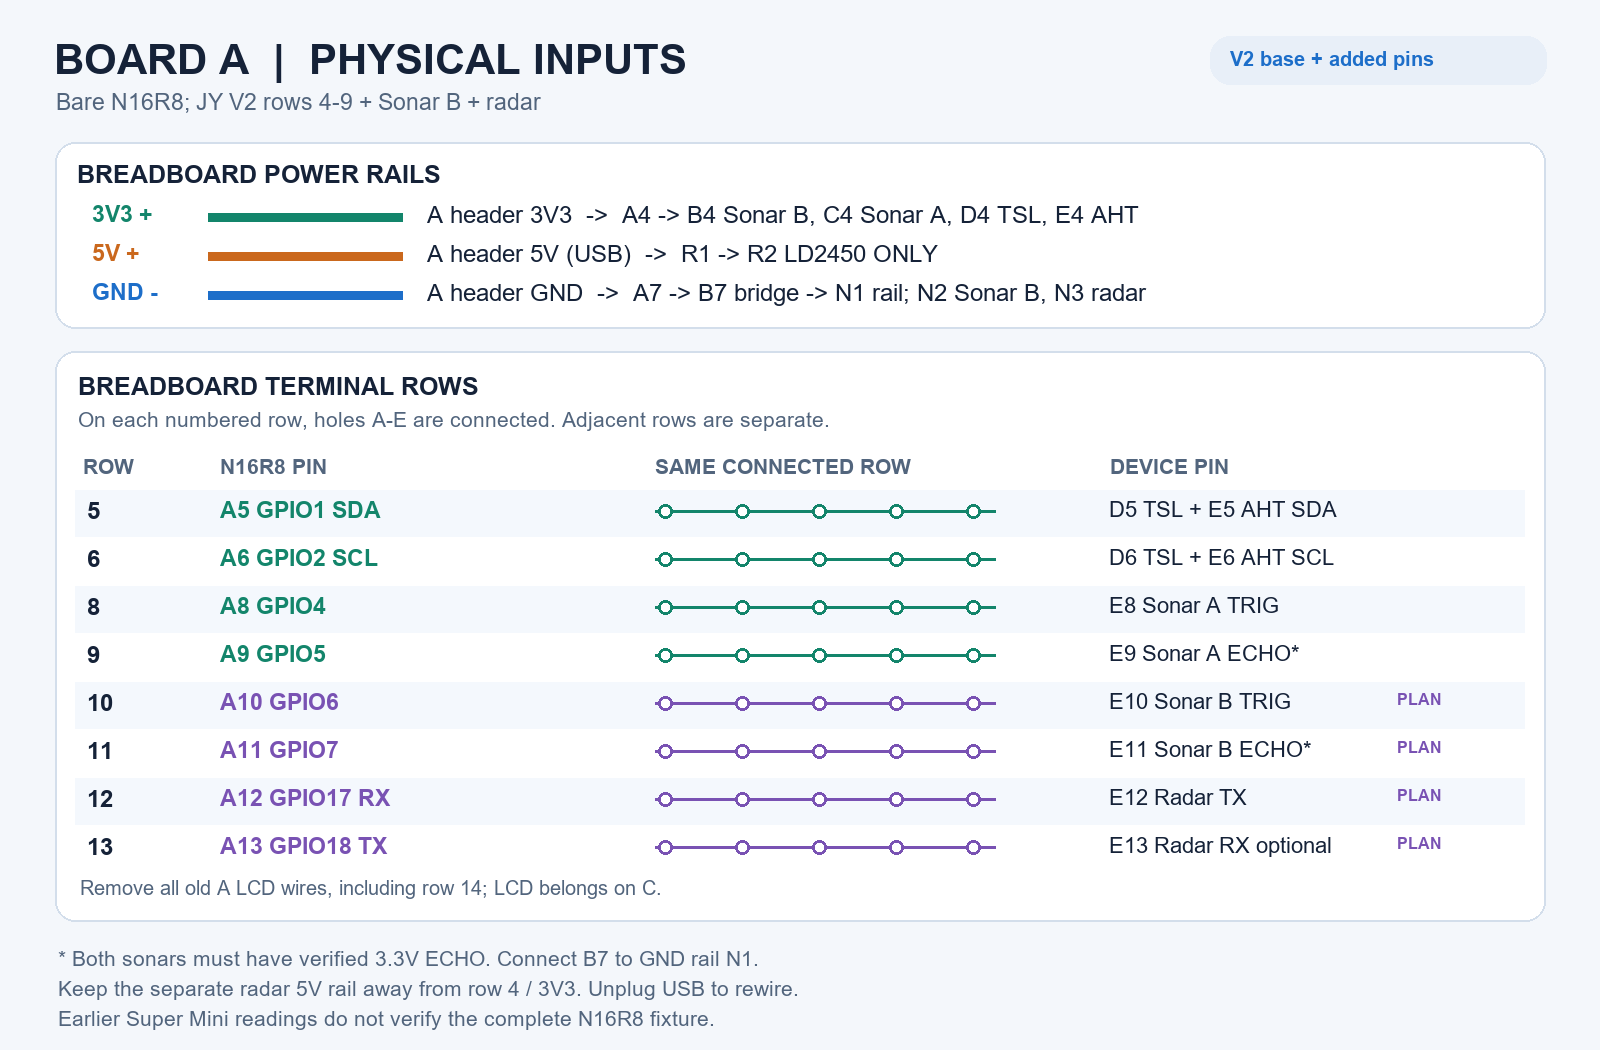 BOARD A | PHYSICAL INPUTS
V2 base + added pins
Bare N16R8; JY V2 rows 4-9 + Sonar B + radar
BREADBOARD POWER RAILS
3V3 + A header 3V3 -> A4 -> B4 Sonar B, C4 Sonar A, D4 TSL, E4 AHT
5V + A header 5V (USB) -> R1 -> R2 LD2450 ONLY
GND - A header GND -> A7 -> B7 bridge -> N1 rail; N2 Sonar B, N3 radar
BREADBOARD TERMINAL ROWS
On each numbered row, holes A-E are connected. Adjacent rows are separate.
ROW N16R8 PIN SAME CONNECTED ROW DEVICE PIN
5 A5 GPIO1 SDA D5 TSL + E5 AHT SDA
6 A6 GPIO2 SCL D6 TSL + E6 AHT SCL
8 A8 GPIO4 E8 Sonar A TRIG
9 A9 GPIO5 E9 Sonar A ECHO*
10 A10 GPIO6 E10 Sonar B TRIG PLAN
11 A11 GPIO7 E11 Sonar B ECHO* PLAN
12 A12 GPIO17 RX E12 Radar TX PLAN
13 A13 GPIO18 TX E13 Radar RX optional PLAN
Remove all old A LCD wires, including row 14; LCD belongs on C.
* Both sonars must have verified 3.3V ECHO. Connect B7 to GND rail N1.
Keep the separate radar 5V rail away from row 4 / 3V3. Unplug USB to rewire.
Earlier Super Mini readings do not verify the complete N16R8 fixture.